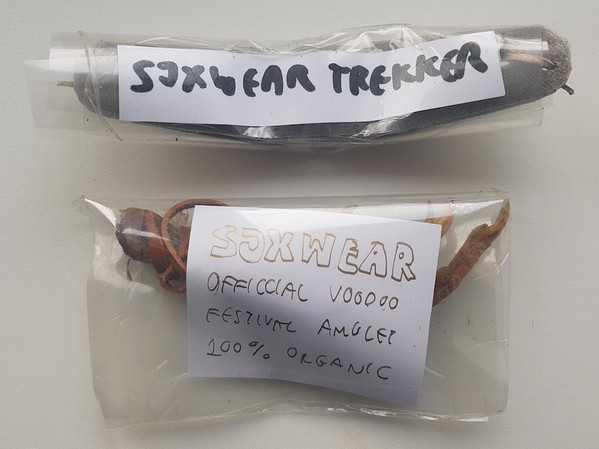 SJXWEAR TREKKER
SJXWEAR
OFFICCIAL VOODOO
FESTIVAL AMULET
100% ORGANIC